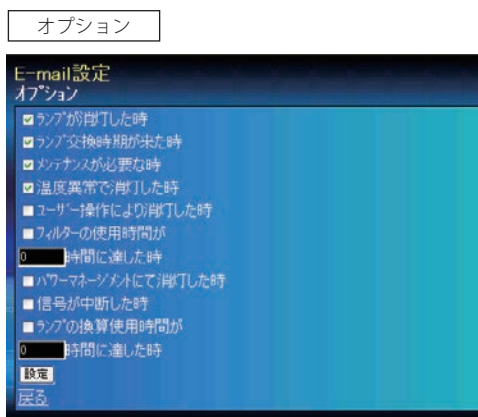 オプション
E-mail設定
オプション
ランプが消灯した時
ランプ交換時期が来た時
メンテナンスが必要な時
温度異常で消灯した時
ユーザー操作により消灯した時
フィルターの使用時間が
0 時間に達した時
パワーマネージメントにて消灯した時
信号が中断した時
ランプの換算使用時間が
0 時間に達した時
設定
戻る